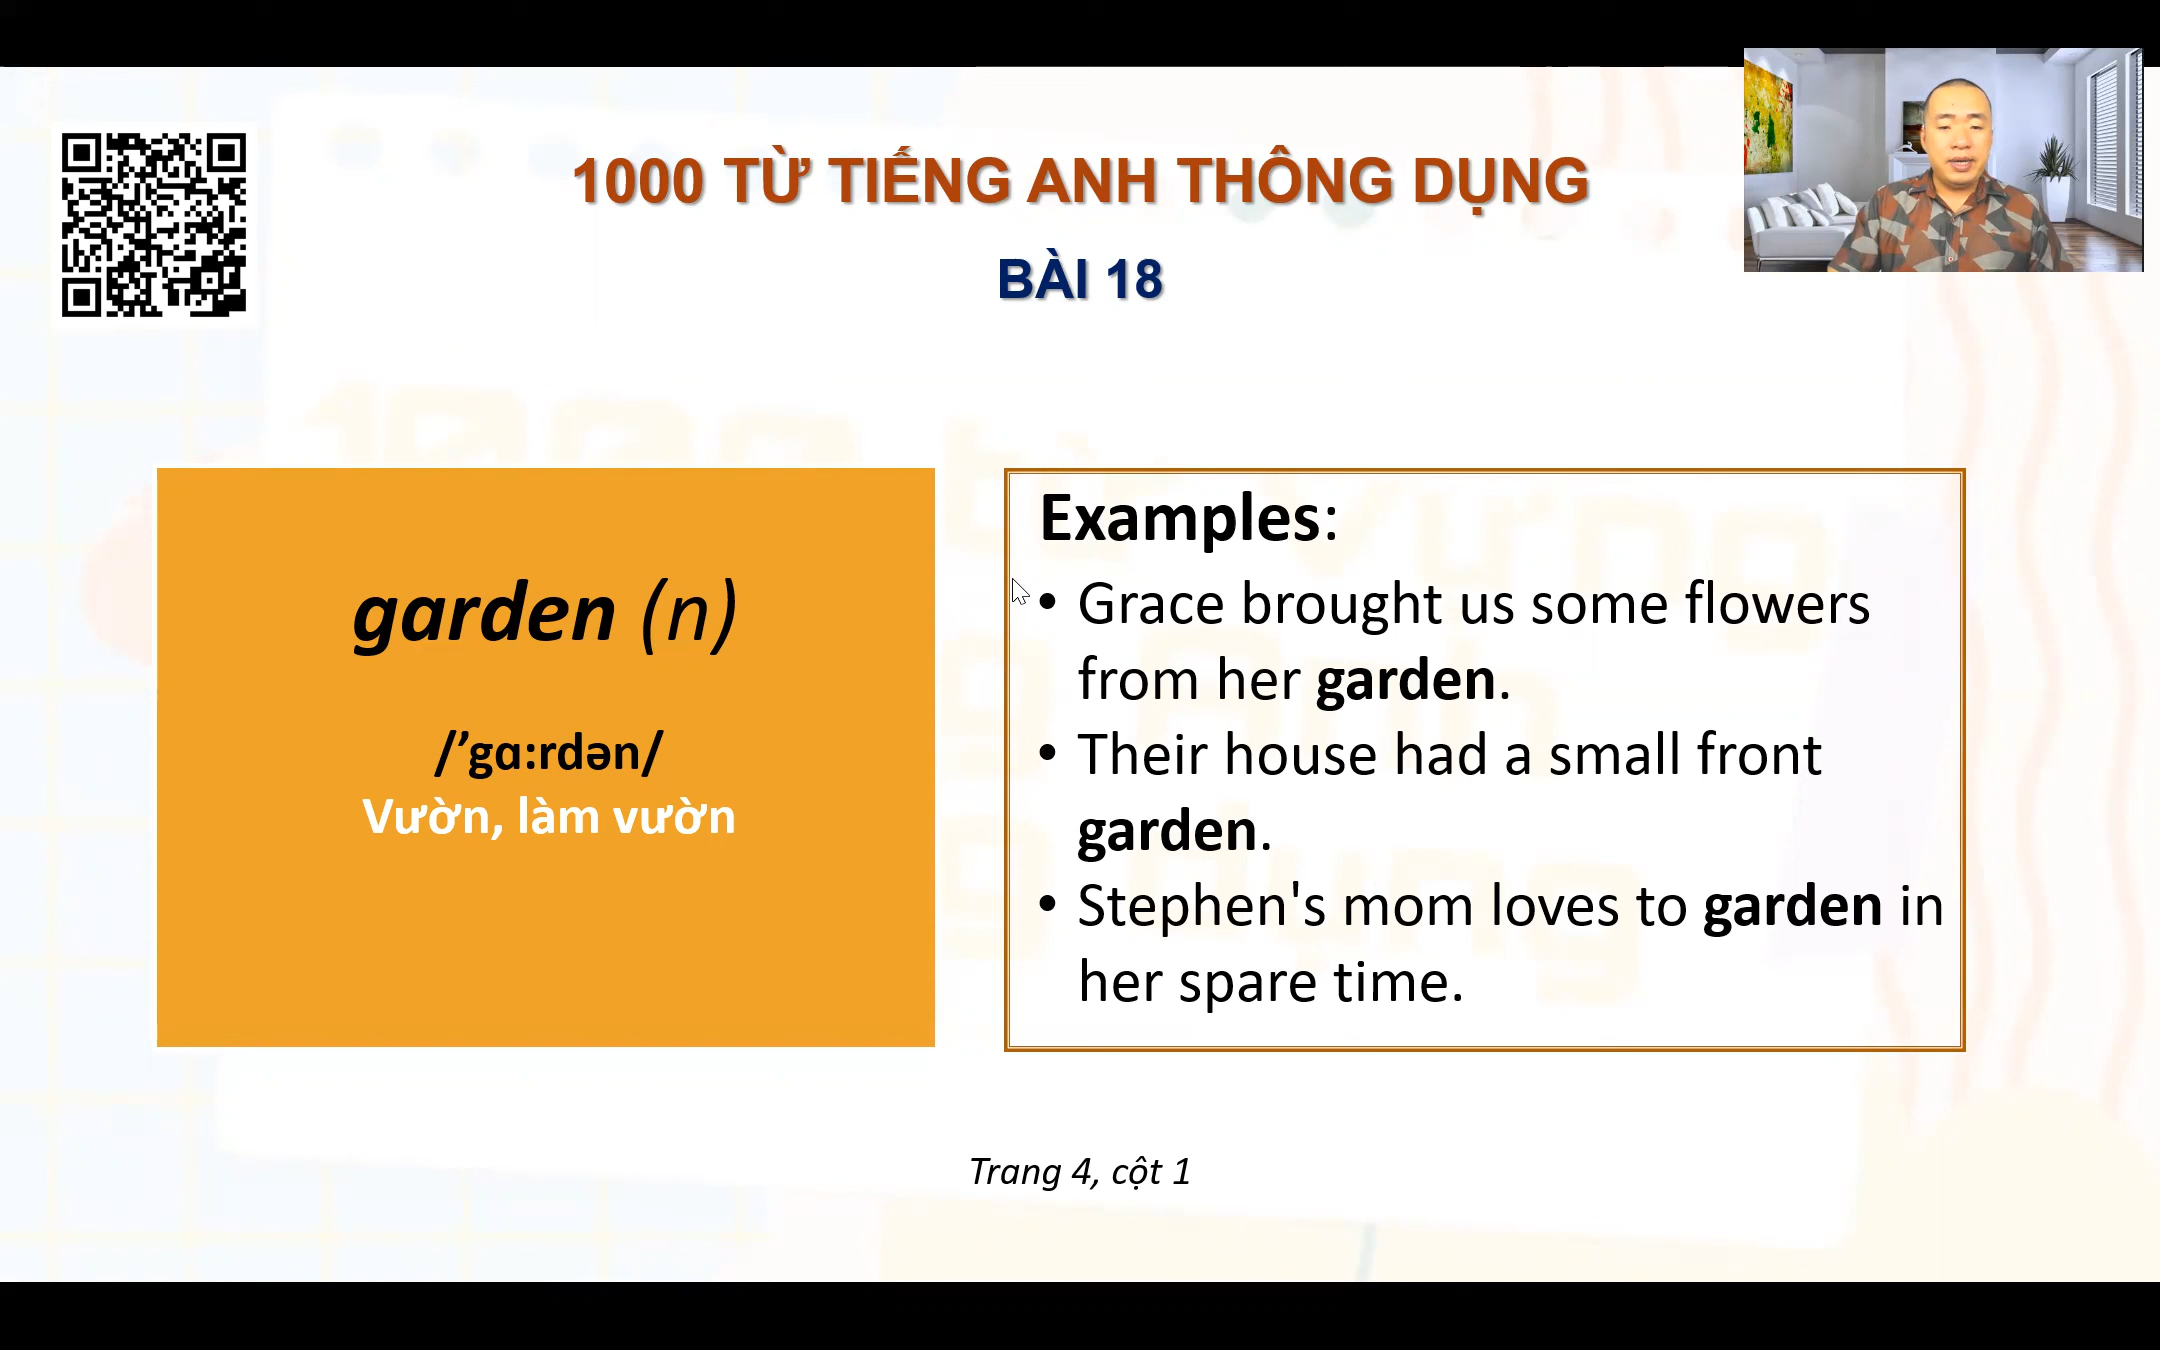 1000 TỪ TIẾNG ANH THÔNG DỤNG
BÀI 18
garden (n)
/’gɑ:rdən/
Vườn, làm vườn
Examples:
• Grace brought us some flowers
from her garden.
• Their house had a small front
garden.
• Stephen's mom loves to garden in
her spare time.
Trang 4, cột 1